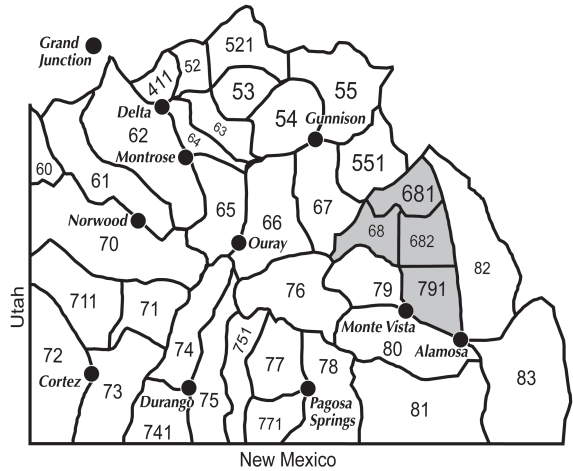 Grand
Junction
521
52
411
53
55
54
Gunnison
Delta
62
63
64
Montrose
551
60
61
681
Norwood
65
66
67
68
682
70
Ouray
82
711
71
76
79
791
Utah
Monte Vista
751
74
80
Alamosa
72
Cortez
73
77
78
83
Durango
75
Pagosa
Springs
81
741
771
New Mexico